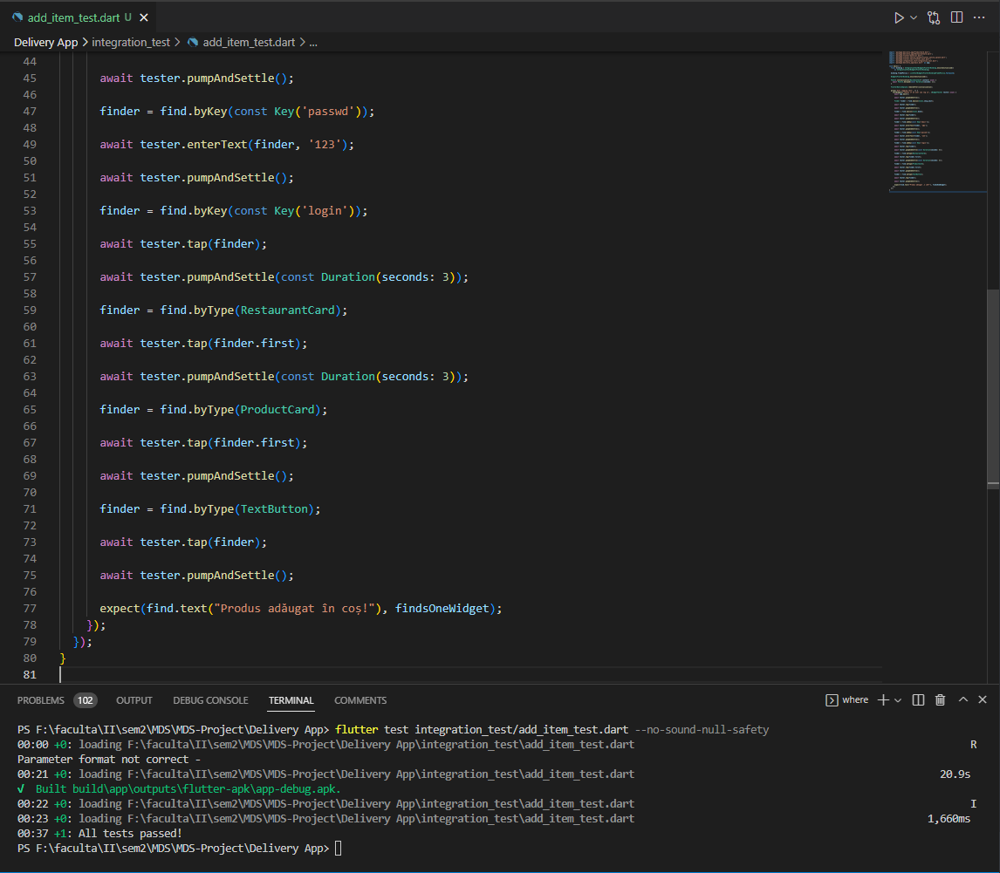 add_item_test.dart U
Delivery App > integration_test > add_item_test.dart > ...
44
45 await tester.pumpAndSettle();
46
47 finder = find.byKey(const Key('passwd'));
48
49 await tester.enterText(finder, '123');
50
51 await tester.pumpAndSettle();
52
53 finder = find.byKey(const Key('login'));
54
55 await tester.tap(finder);
56
57 await tester.pumpAndSettle(const Duration(seconds: 3));
58
59 finder = find.byType(RestaurantCard);
60
61 await tester.tap(finder.first);
62
63 await tester.pumpAndSettle(const Duration(seconds: 3));
64
65 finder = find.byType(ProductCard);
66
67 await tester.tap(finder.first);
68
69 await tester.pumpAndSettle();
70
71 finder = find.byType(TextButton);
72
73 await tester.tap(finder);
74
75 await tester.pumpAndSettle();
76
77 expect(find.text("Produs adăugat în coș!"), findsOneWidget);
78 });
79 });
80 }
81
PROBLEMS 102 OUTPUT DEBUG CONSOLE TERMINAL COMMENTS where
PS F:\faculta\II\sem2\MDS\MDS-Project\Delivery App> flutter test integration_test/add_item_test.dart --no-sound-null-safety
00:00 +0: loading F:\faculta\II\sem2\MDS\MDS-Project\Delivery App\integration_test\add_item_test.dart R
Parameter format not correct -
00:21 +0: loading F:\faculta\II\sem2\MDS\MDS-Project\Delivery App\integration_test\add_item_test.dart 20.9s
√ Built build\app\outputs\flutter-apk\app-debug.apk.
00:22 +0: loading F:\faculta\II\sem2\MDS\MDS-Project\Delivery App\integration_test\add_item_test.dart I
00:23 +0: loading F:\faculta\II\sem2\MDS\MDS-Project\Delivery App\integration_test\add_item_test.dart 1,660ms
00:37 +1: All tests passed!
PS F:\faculta\II\sem2\MDS\MDS-Project\Delivery App>